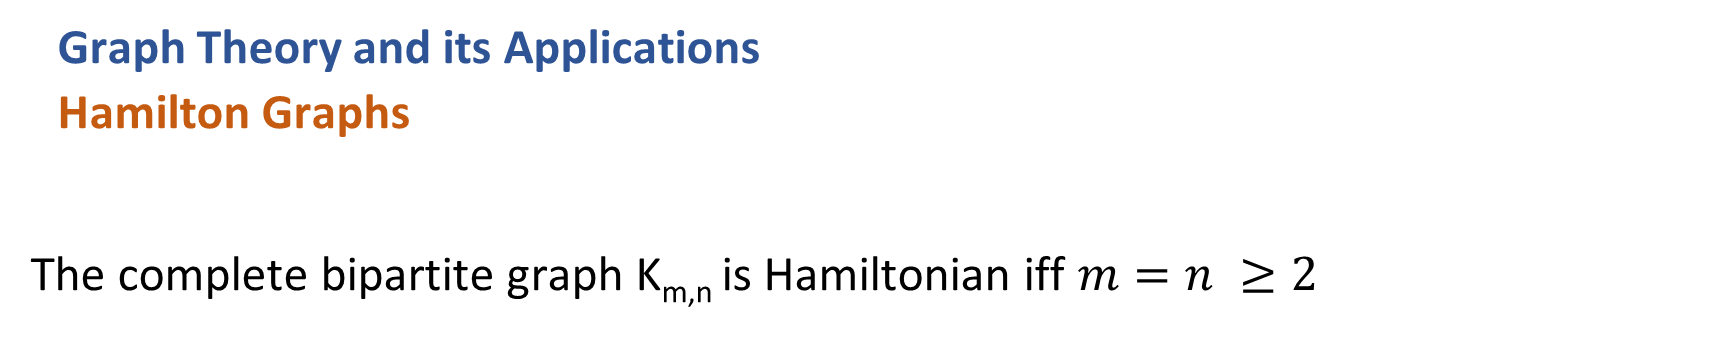 Graph Theory and its Applications
Hamilton Graphs
The complete bipartite graph Kₘ,ₙ is Hamiltonian iff m = n ≥ 2